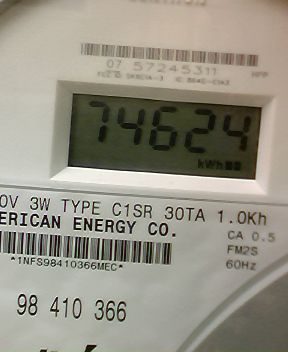 07 57245311
74624
kWh
0V 3W TYPE C1SR 30TA 1.0Kh
ERICAN ENERGY CO.
CA 0.5
FM2S
60Hz
*1NFS98410366MEC*
98 410 366